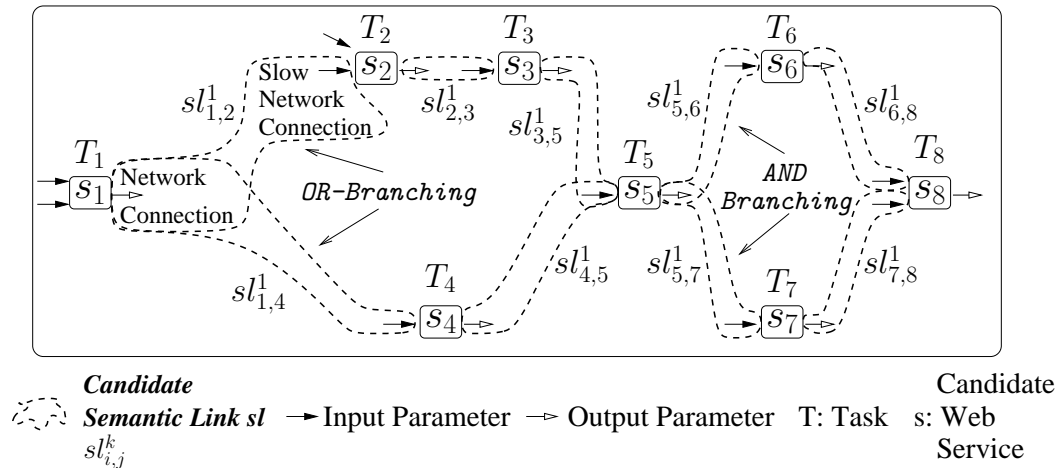 T2 T3 T6
s2 s3 s6
Slow
Network
Connection
sl^1_{1,2} sl^1_{2,3} sl^1_{3,5} sl^1_{5,6} sl^1_{6,8}
T1 T5 T8
Network
s1 OR-Branching s5 AND s8
Connection Branching
sl^1_{1,4} T4 sl^1_{4,5} sl^1_{5,7} T7 sl^1_{7,8}
s4 s7
Candidate
Semantic Link sl
sl^k_{i,j}
Input Parameter
Output Parameter
T: Task
Candidate
s: Web
Service